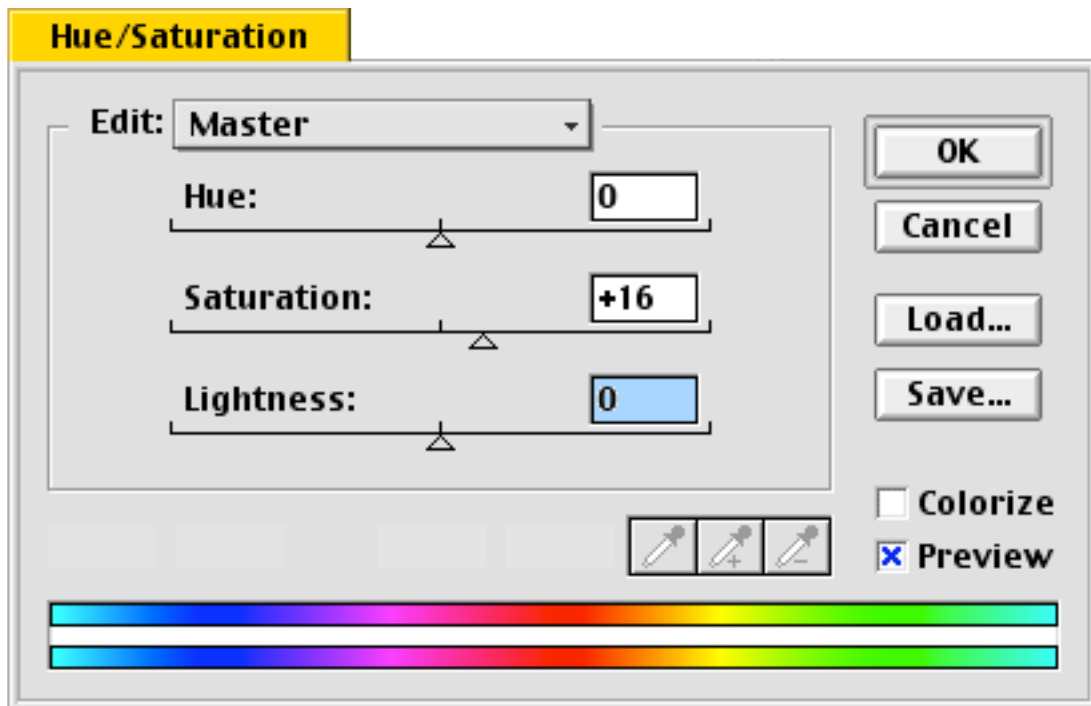 Hue/Saturation
Edit: Master
Hue: 0
Saturation: +16
Lightness: 0
OK
Cancel
Load...
Save...
Colorize
Preview